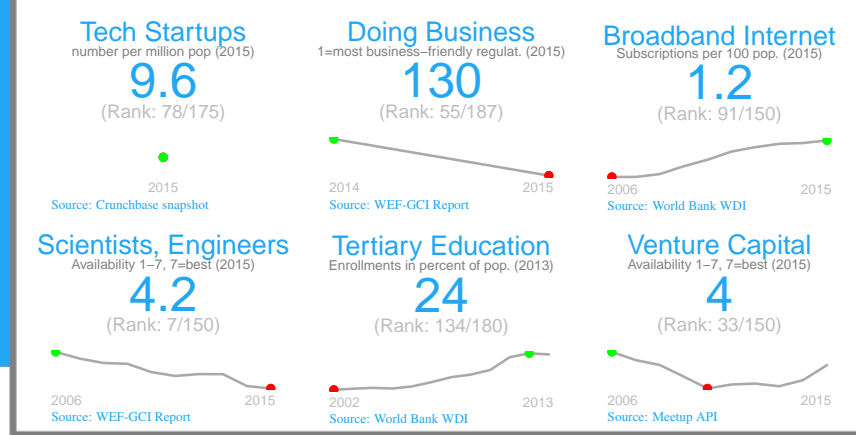 Tech Startups
number per million pop (2015)
9.6
(Rank: 78/175)
2015
Source: Crunchbase snapshot
Doing Business
1=most business−friendly regulat. (2015)
130
(Rank: 55/187)
2014 2015
Source: WEF-GCI Report
Broadband Internet
Subscriptions per 100 pop. (2015)
1.2
(Rank: 91/150)
2006 2015
Source: World Bank WDI
Scientists, Engineers
Availability 1−7, 7=best (2015)
4.2
(Rank: 7/150)
2006 2015
Source: WEF-GCI Report
Tertiary Education
Enrollments in percent of pop. (2013)
24
(Rank: 134/180)
2002 2013
Source: World Bank WDI
Venture Capital
Availability 1−7, 7=best (2015)
4
(Rank: 33/150)
2006 2015
Source: Meetup API